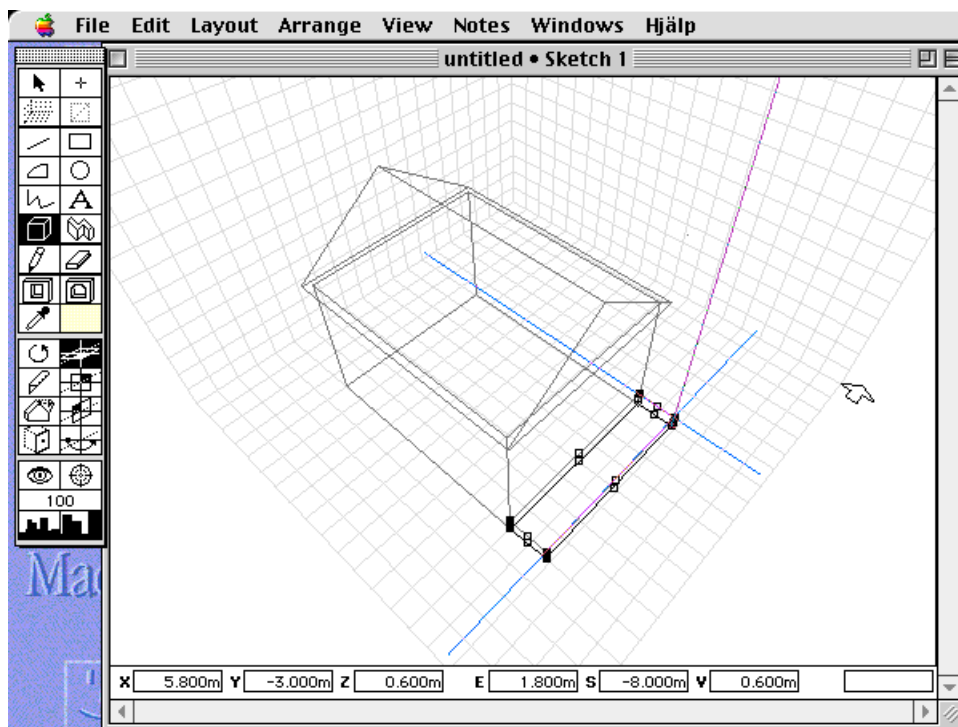 File Edit Layout Arrange View Notes Windows Hjälp
untitled • Sketch 1
A
100
X 5.800m Y -3.000m Z 0.600m E 1.800m S -8.000m V 0.600m